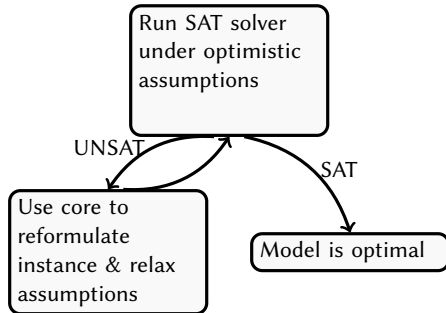 Run SAT solver
under optimistic
assumptions
UNSAT
SAT
Use core to
reformulate
instance & relax
assumptions
Model is optimal